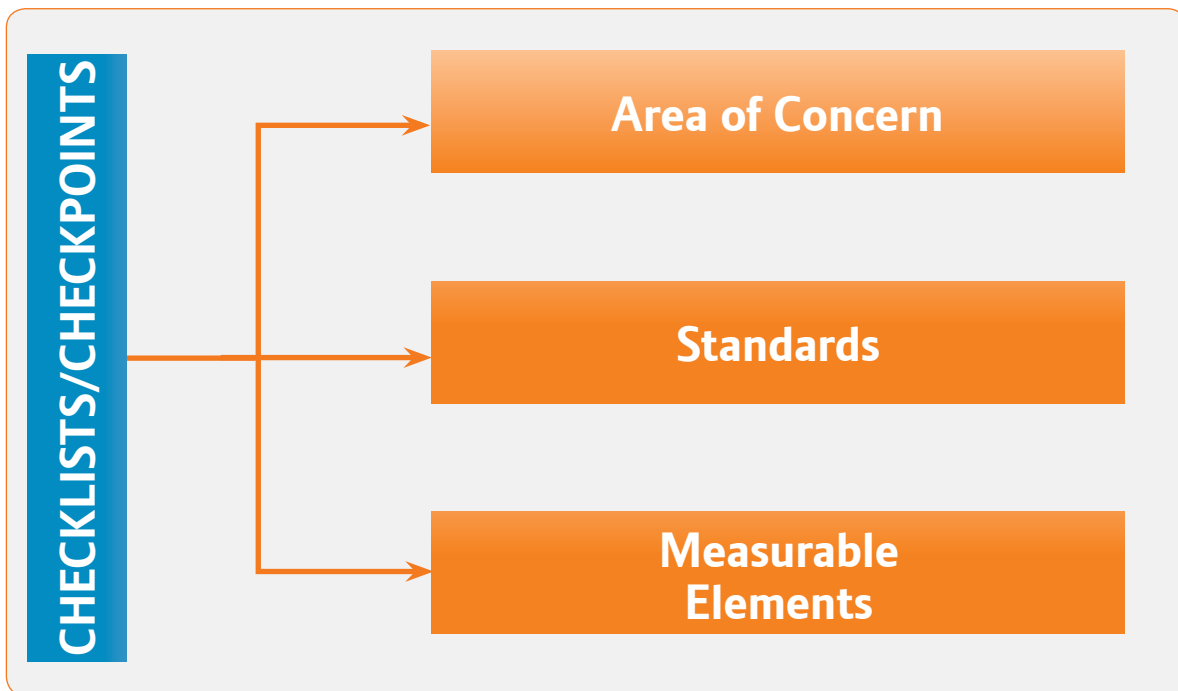 CHECKLISTS/CHECKPOINTS
Area of Concern
Standards
Measurable
Elements